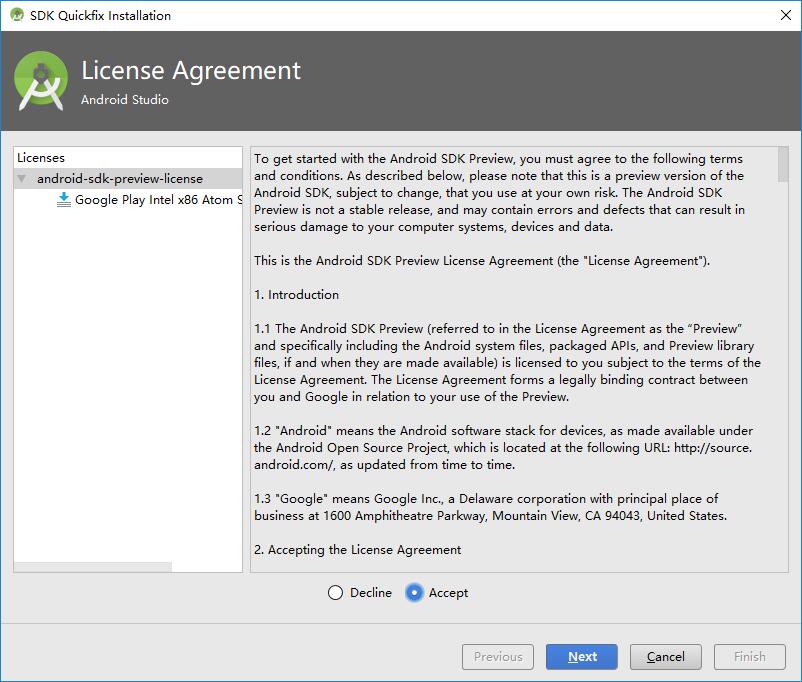 SDK Quickfix Installation
License Agreement
Android Studio
Licenses
android-sdk-preview-license
Google Play Intel x86 Atom S
To get started with the Android SDK Preview, you must agree to the following terms
and conditions. As described below, please note that this is a preview version of the
Android SDK, subject to change, that you use at your own risk. The Android SDK
Preview is not a stable release, and may contain errors and defects that can result in
serious damage to your computer systems, devices and data.
This is the Android SDK Preview License Agreement (the "License Agreement").
1. Introduction
1.1 The Android SDK Preview (referred to in the License Agreement as the “Preview”
and specifically including the Android system files, packaged APIs, and Preview library
files, if and when they are made available) is licensed to you subject to the terms of the
License Agreement. The License Agreement forms a legally binding contract between
you and Google in relation to your use of the Preview.
1.2 "Android" means the Android software stack for devices, as made available under
the Android Open Source Project, which is located at the following URL: http://source.
android.com/, as updated from time to time.
1.3 "Google" means Google Inc., a Delaware corporation with principal place of
business at 1600 Amphitheatre Parkway, Mountain View, CA 94043, United States.
2. Accepting the License Agreement
Decline Accept
Previous Next Cancel Finish